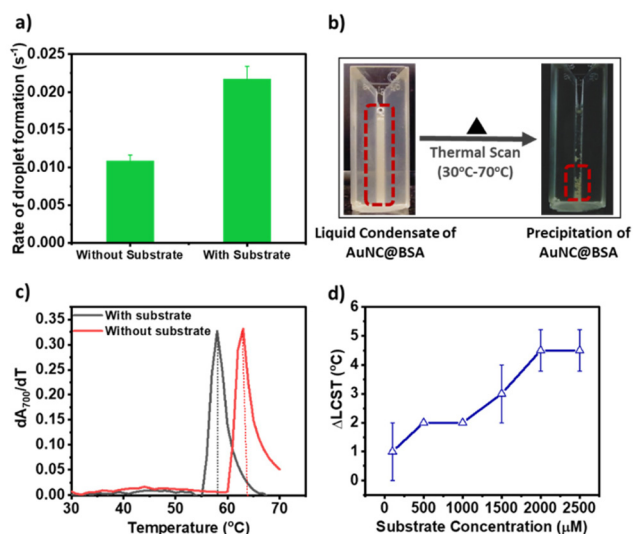 a)
Rate of droplet formation (s⁻¹)
0.025
0.020
0.015
0.010
0.005
0.000
Without Substrate
With Substrate
b)
Thermal Scan
(30°C-70°C)
Liquid Condensate of
AuNC@BSA
Precipitation of
AuNC@BSA
c)
With substrate
Without substrate
dA₇₀₀/dT
0.35
0.30
0.25
0.20
0.15
0.10
0.05
0.00
30 40 50 60 70 80
Temperature (°C)
d)
ΔLCST (°C)
6
5
4
3
2
1
0
0 500 1000 1500 2000 2500
Substrate Concentration (μM)